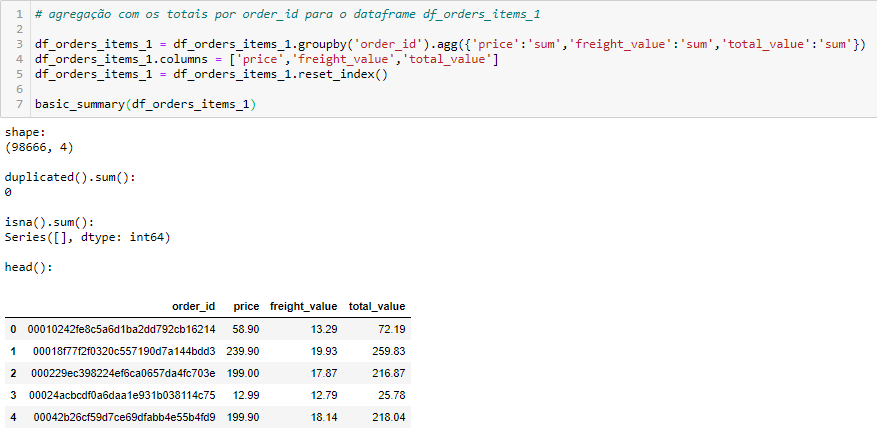 1 # agregação com os totais por order_id para o dataframe df_orders_items_1
2
3 df_orders_items_1 = df_orders_items_1.groupby('order_id').agg({'price':'sum','freight_value':'sum','total_value':'sum'})
4 df_orders_items_1.columns = ['price','freight_value','total_value']
5 df_orders_items_1 = df_orders_items_1.reset_index()
6
7 basic_summary(df_orders_items_1)
shape:
(98666, 4)
duplicated().sum():
0
isna().sum():
Series([], dtype: int64)
head():
order_id price freight_value total_value
0 00010242fe8c5a6d1ba2dd792cb16214 58.90 13.29 72.19
1 00018f77f2f0320c557190d7a144bdd3 239.90 19.93 259.83
2 000229ec398224ef6ca0657da4fc703e 199.00 17.87 216.87
3 00024acbcdf0a6daa1e931b038114c75 12.99 12.79 25.78
4 00042b26cf59d7ce69dfabb4e55b4fd9 199.90 18.14 218.04